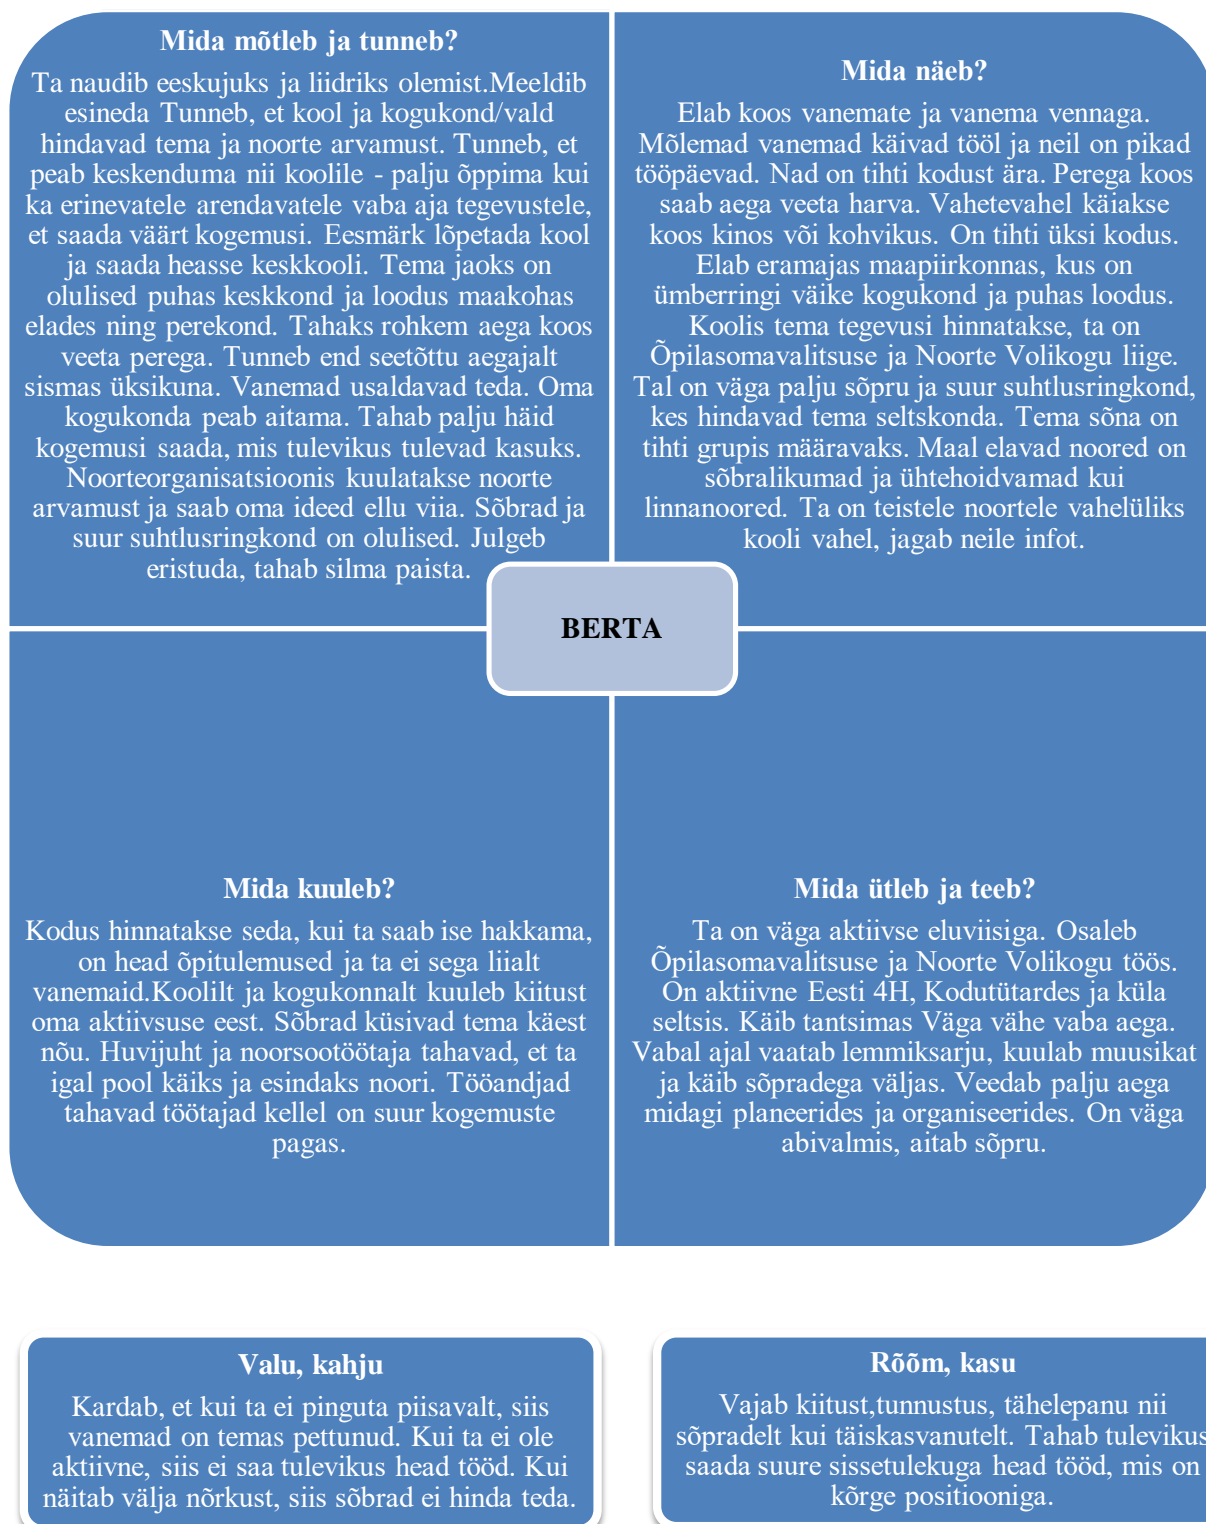 Mida mõtleb ja tunneb?
Ta naudib eeskujuks ja liidriks olemist.Meeldib
esineda Tunneb, et kool ja kogukond/vald
hindavad tema ja noorte arvamust. Tunneb, et
peab keskenduma nii koolile - palju õppima kui
ka erinevatele arendavatele vaba aja tegevustele,
et saada väärt kogemusi. Eesmärk lõpetada kool
ja saada heasse keskkooli. Tema jaoks on
olulised puhas keskkond ja loodus maakohas
elades ning perekond. Tahaks rohkem aega koos
veeta perega. Tunneb end seetõttu aegajalt
sismas üksikuna. Vanemad usaldavad teda. Oma
kogukonda peab aitama. Tahab palju häid
kogemusi saada, mis tulevikus tulevad kasuks.
Noorteorganisatsioonis kuulatakse noorte
arvamust ja saab oma ideed ellu viia. Sõbrad ja
suur suhtlusringkond on olulised. Julgeb
eristuda, tahab silma paista.
Mida näeb?
Elab koos vanemate ja vanema vennaga.
Mõlemad vanemad käivad tööl ja neil on pikad
tööpäevad. Nad on tihti kodust ära. Perega koos
saab aega veeta harva. Vahetevahel käiakse
koos kinos või kohvikus. On tihti üksi kodus.
Elab eramajas maapiirkonnas, kus on
ümberringi väike kogukond ja puhas loodus.
Koolis tema tegevusi hinnatakse, ta on
Õpilasomavalitsuse ja Noorte Volikogu liige.
Tal on väga palju sõpru ja suur suhtlusringkond,
kes hindavad tema seltskonda. Tema sõna on
tihti grupis määravaks. Maal elavad noored on
sõbralikumad ja ühtehoidvamad kui
linnanoored. Ta on teistele noortele vahelüliks
kooli vahel, jagab neile infot.
BERTA
Mida kuuleb?
Kodus hinnatakse seda, kui ta saab ise hakkama,
on head õpitulemused ja ta ei sega liialt
vanemaid.Koolilt ja kogukonnalt kuuleb kiitust
oma aktiivsuse eest. Sõbrad küsivad tema käest
nõu. Huvijuht ja noorsootöötaja tahavad, et ta
igal pool käiks ja esindaks noori. Tööandjad
tahavad töötajad kellel on suur kogemuste
pagas.
Mida ütleb ja teeb?
Ta on väga aktiivse eluviisiga. Osaleb
Õpilasomavalitsuse ja Noorte Volikogu töös.
On aktiivne Eesti 4H, Kodutütardes ja küla
seltsis. Käib tantsimas Väga vähe vaba aega.
Vabal ajal vaatab lemmiksarju, kuulab muusikat
ja käib sõpradega väljas. Veedab palju aega
midagi planeerides ja organiseerides. On väga
abivalmis, aitab sõpru.
Valu, kahju
Kardab, et kui ta ei pinguta piisavalt, siis
vanemad on temas pettunud. Kui ta ei ole
aktiivne, siis ei saa tulevikus head tööd. Kui
näitab välja nõrkust, siis sõbrad ei hinda teda.
Rõõm, kasu
Vajab kiitust,tunnustus, tähelepanu nii
sõpradelt kui täiskasvanutelt. Tahab tulevikus
saada suure sissetulekuga head tööd, mis on
kõrge positiooniga.